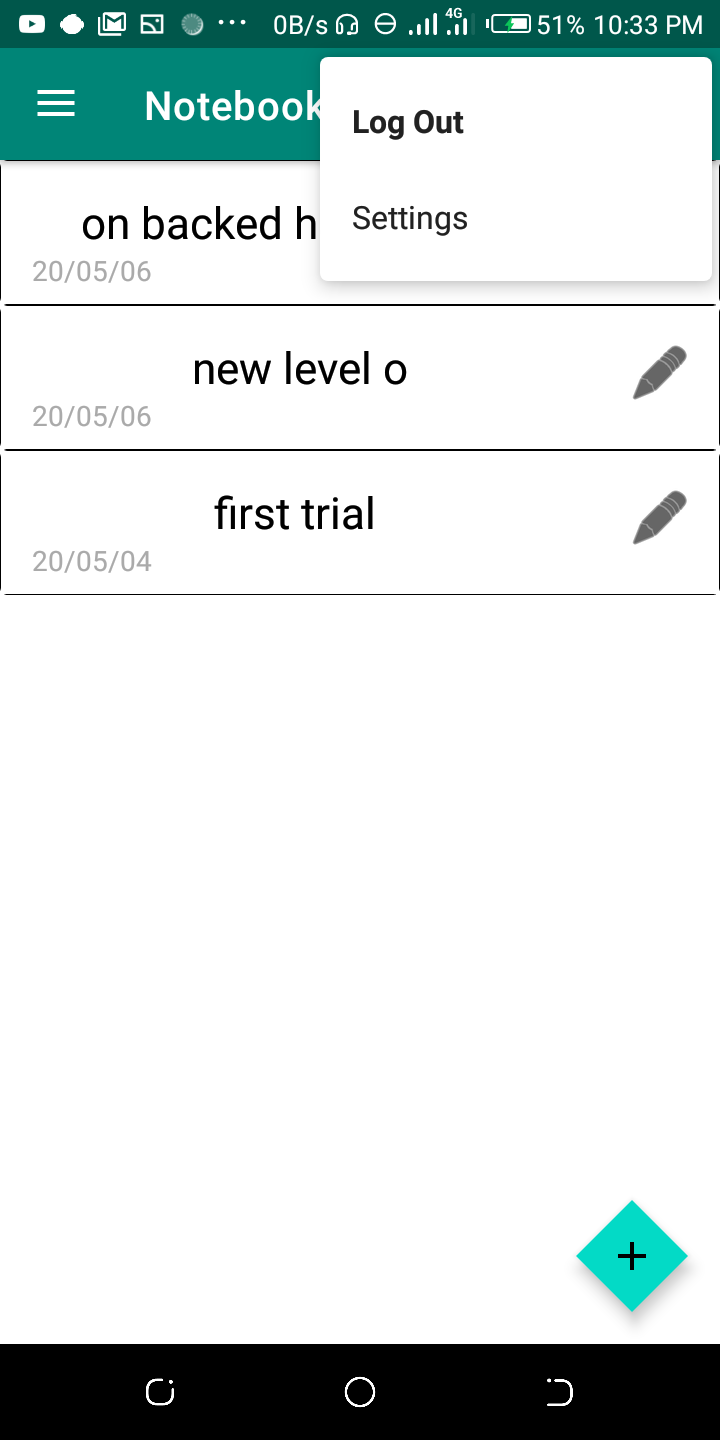 0B/s 4G 51% 10:33 PM
Notebook
Log Out
Settings
on backed h
20/05/06
new level o
20/05/06
first trial
20/05/04